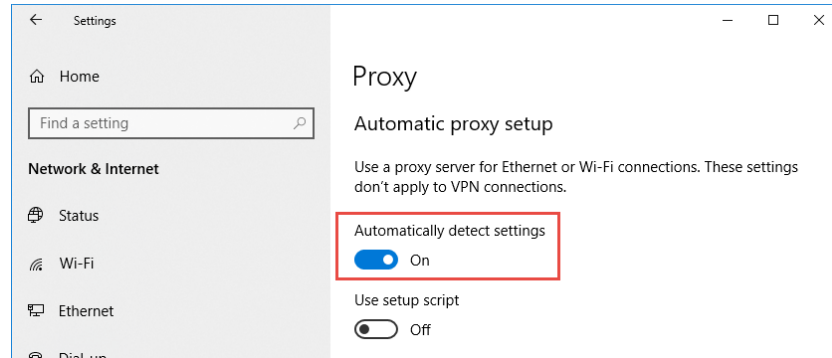 Settings
Home
Find a setting
Network & Internet
Status
Wi-Fi
Ethernet
Dial-up
Proxy
Automatic proxy setup
Use a proxy server for Ethernet or Wi-Fi connections. These settings
don't apply to VPN connections.
Automatically detect settings
On
Use setup script
Off